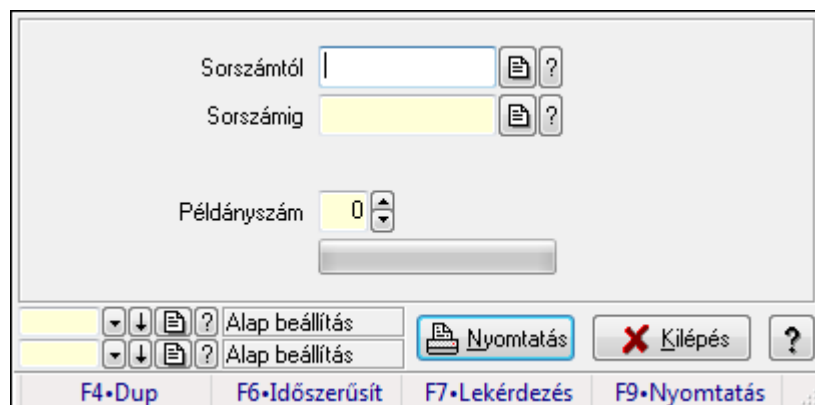 Sorszámtól ?
Sorszámig ?
Példányszám 0
? Alap beállítás
? Alap beállítás
Nyomtatás
Kilépés
?
F4•Dup F6•Időszerűsít F7•Lekérdezés F9•Nyomtatás